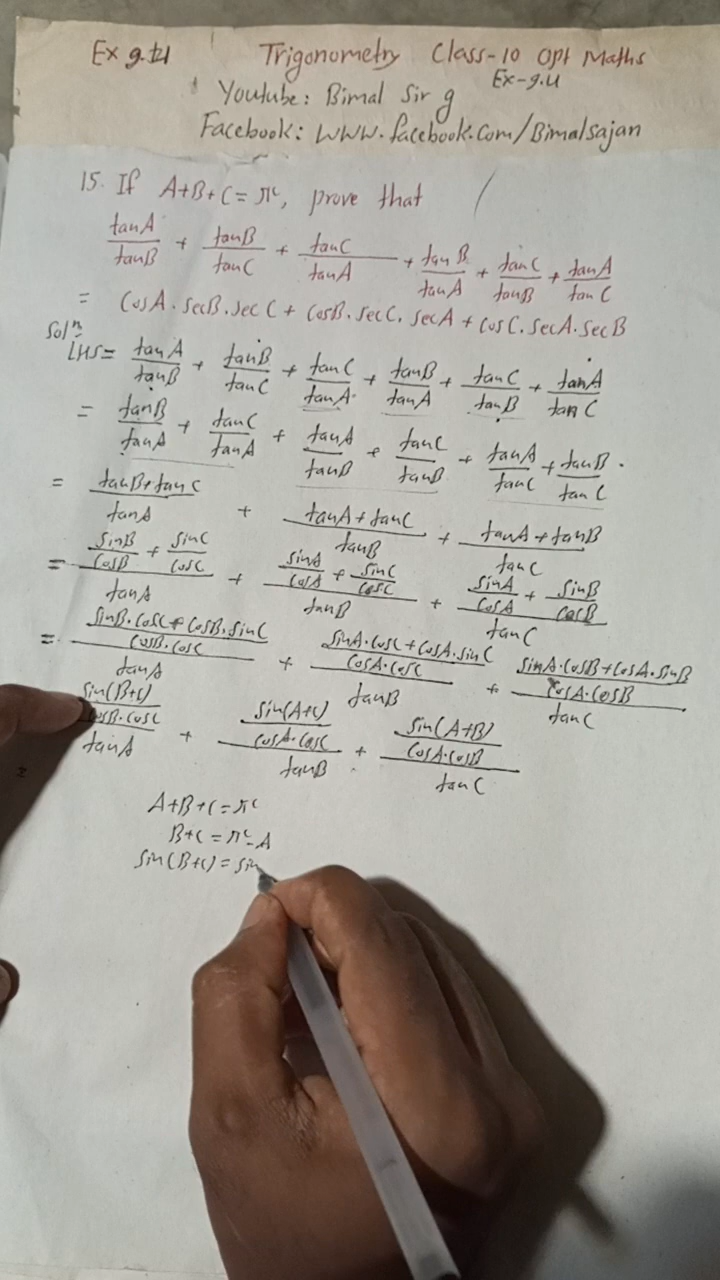 Ex 9.4 Trigonometry Class-10 Opt Maths
Ex-9.4
Youtube: Bimal Sir g
Facebook: WWW.facebook.Com/Bimalsajan
15. If A+B+C= πᶜ, prove that
tanA/tanB + tanB/tanC + tanC/tanA + tanB/tanA + tanC/tanB + tanA/tanC
= CosA.SecB.SecC + CosB.SecC.SecA + CosC.SecA.SecB
Solⁿ
LHS= tanA/tanB + tanB/tanC + tanC/tanA + tanB/tanA + tanC/tanB + tanA/tanC
= tanB/tanA + tanC/tanA + tanA/tanB + tanC/tanB + tanA/tanC + tanB/tanC
= (tanB+tanC)/tanA + (tanA+tanC)/tanB + (tanA+tanB)/tanC
= (SinB/CosB + SinC/CosC)/tanA + (SinA/CosA + SinC/CosC)/tanB + (SinA/CosA + SinB/CosB)/tanC
= ((SinB.CosC+CosB.SinC)/(CosB.CosC))/tanA + ((SinA.CosC+CosA.SinC)/(CosA.CosC))/tanB + ((SinA.CosB+CosA.SinB)/(CosA.CosB))/tanC
(Sin(B+C)/(CosB.CosC))/tanA + (Sin(A+C)/(CosA.CosC))/tanB + (Sin(A+B)/(CosA.CosB))/tanC
A+B+C=πᶜ
B+C=πᶜ-A
Sin(B+C)=Sin